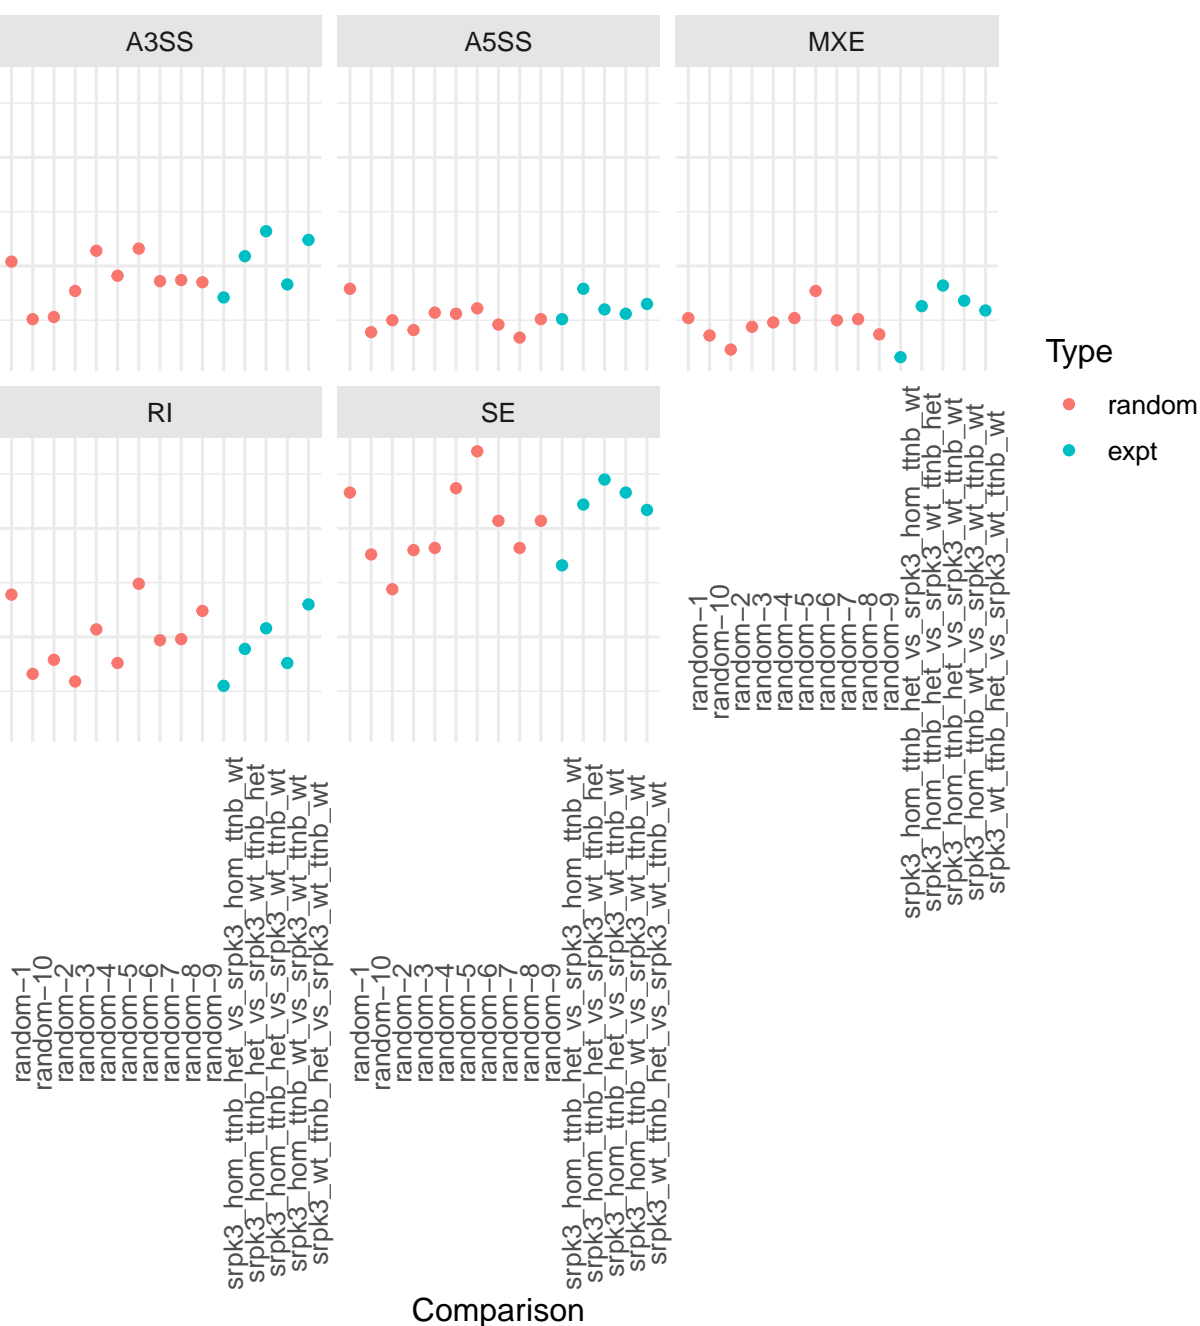 A3SS
A5SS
MXE
Type
random
expt
RI
SE
random−1
random−10
random−2
random−3
random−4
random−5
random−6
random−7
random−8
random−9
srpk3_hom_ttnb_het_vs_srpk3_hom_ttnb_wt
srpk3_hom_ttnb_het_vs_srpk3_wt_ttnb_het
srpk3_hom_ttnb_het_vs_srpk3_wt_ttnb_wt
srpk3_hom_ttnb_wt_vs_srpk3_wt_ttnb_wt
srpk3_wt_ttnb_het_vs_srpk3_wt_ttnb_wt
random−1
random−10
random−2
random−3
random−4
random−5
random−6
random−7
random−8
random−9
srpk3_hom_ttnb_het_vs_srpk3_hom_ttnb_wt
srpk3_hom_ttnb_het_vs_srpk3_wt_ttnb_het
srpk3_hom_ttnb_het_vs_srpk3_wt_ttnb_wt
srpk3_hom_ttnb_wt_vs_srpk3_wt_ttnb_wt
srpk3_wt_ttnb_het_vs_srpk3_wt_ttnb_wt
random−1
random−10
random−2
random−3
random−4
random−5
random−6
random−7
random−8
random−9
srpk3_hom_ttnb_het_vs_srpk3_hom_ttnb_wt
srpk3_hom_ttnb_het_vs_srpk3_wt_ttnb_het
srpk3_hom_ttnb_het_vs_srpk3_wt_ttnb_wt
srpk3_hom_ttnb_wt_vs_srpk3_wt_ttnb_wt
srpk3_wt_ttnb_het_vs_srpk3_wt_ttnb_wt
Comparison